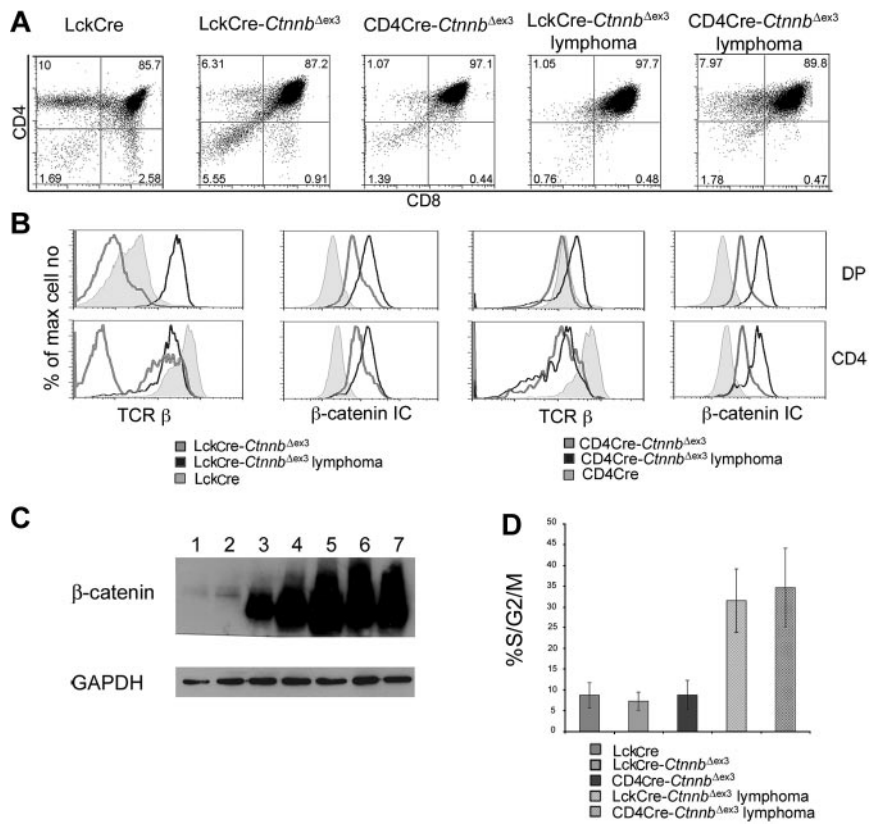 A
LckCre
LckCre-Ctnnb^Δex3
CD4Cre-Ctnnb^Δex3
LckCre-Ctnnb^Δex3 lymphoma
CD4Cre-Ctnnb^Δex3 lymphoma
CD4
10 85.7
1.69 2.58
6.31 87.2
5.55 0.91
1.07 97.1
1.39 0.44
1.05 97.7
0.76 0.48
7.97 89.8
1.78 0.47
CD8
B
% of max cell no
DP
CD4
TCR β
β-catenin IC
TCR β
β-catenin IC
LckCre-Ctnnb^Δex3
LckCre-Ctnnb^Δex3 lymphoma
LckCre
CD4Cre-Ctnnb^Δex3
CD4Cre-Ctnnb^Δex3 lymphoma
CD4Cre
C
1 2 3 4 5 6 7
β-catenin
GAPDH
D
%S/G2/M
50
45
40
35
30
25
20
15
10
5
0
LckCre
LckCre-Ctnnb^Δex3
CD4Cre-Ctnnb^Δex3
LckCre-Ctnnb^Δex3 lymphoma
CD4Cre-Ctnnb^Δex3 lymphoma